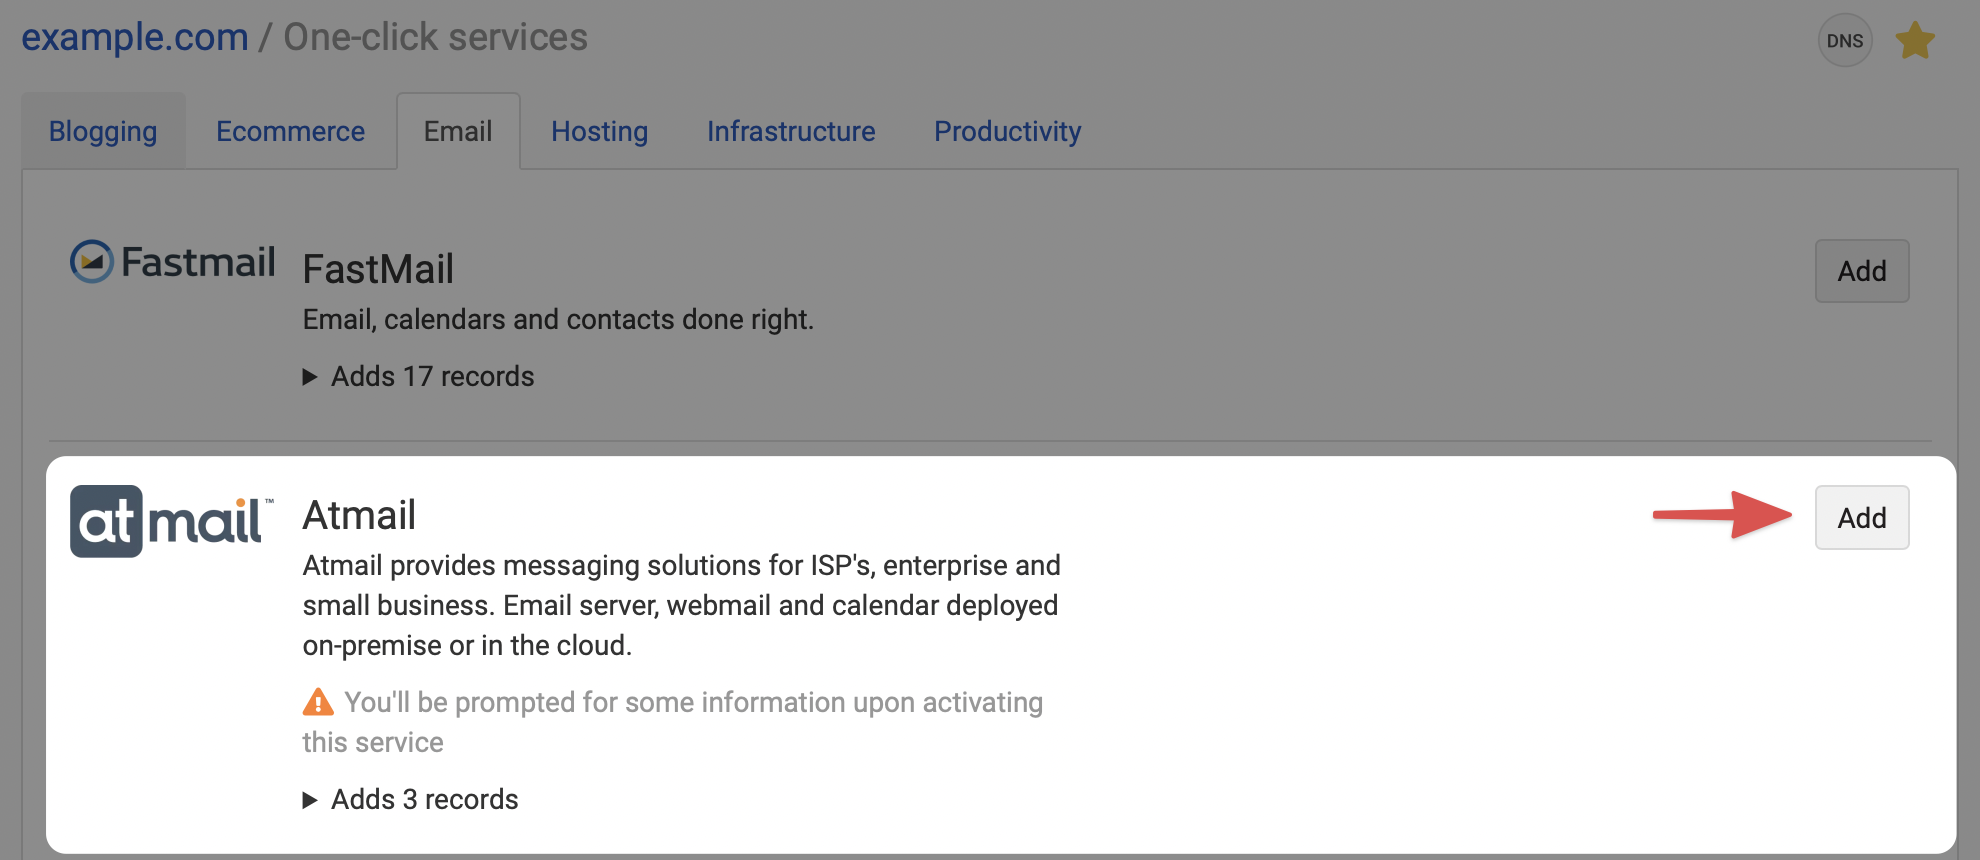 example.com / One-click services
DNS
Blogging
Ecommerce
Email
Hosting
Infrastructure
Productivity
Fastmail
FastMail
Add
Email, calendars and contacts done right.
Adds 17 records
atmail™
Atmail
Add
Atmail provides messaging solutions for ISP's, enterprise and
small business. Email server, webmail and calendar deployed
on-premise or in the cloud.
You'll be prompted for some information upon activating
this service
Adds 3 records